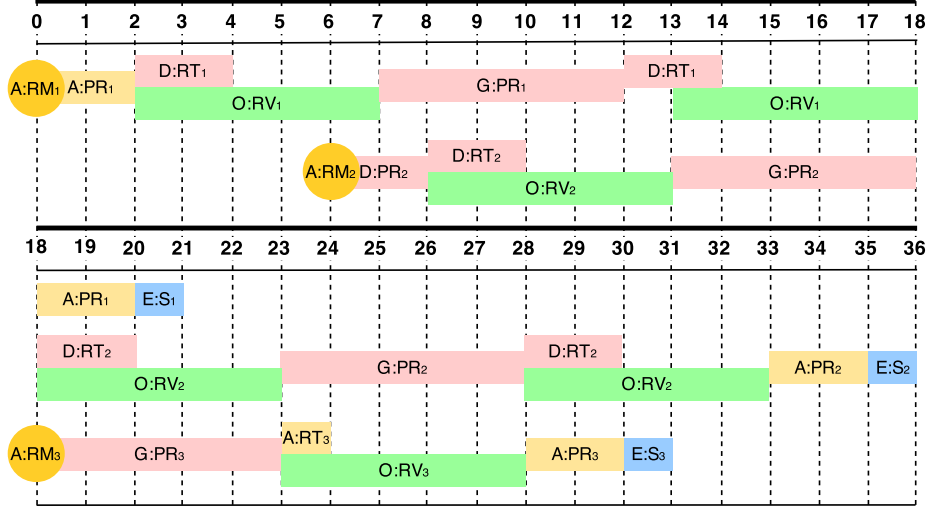 0 1 2 3 4 5 6 7 8 9 10 11 12 13 14 15 16 17 18
D:RT₁ D:RT₁
A:RM₁ A:PR₁ G:PR₁
O:RV₁ O:RV₁
D:RT₂
A:RM₂ D:PR₂ G:PR₂
O:RV₂
18 19 20 21 22 23 24 25 26 27 28 29 30 31 32 33 34 35 36
A:PR₁ E:S₁
D:RT₂ D:RT₂
G:PR₂ A:PR₂ E:S₂
O:RV₂ O:RV₂
A:RT₃
A:RM₃ G:PR₃ A:PR₃ E:S₃
O:RV₃